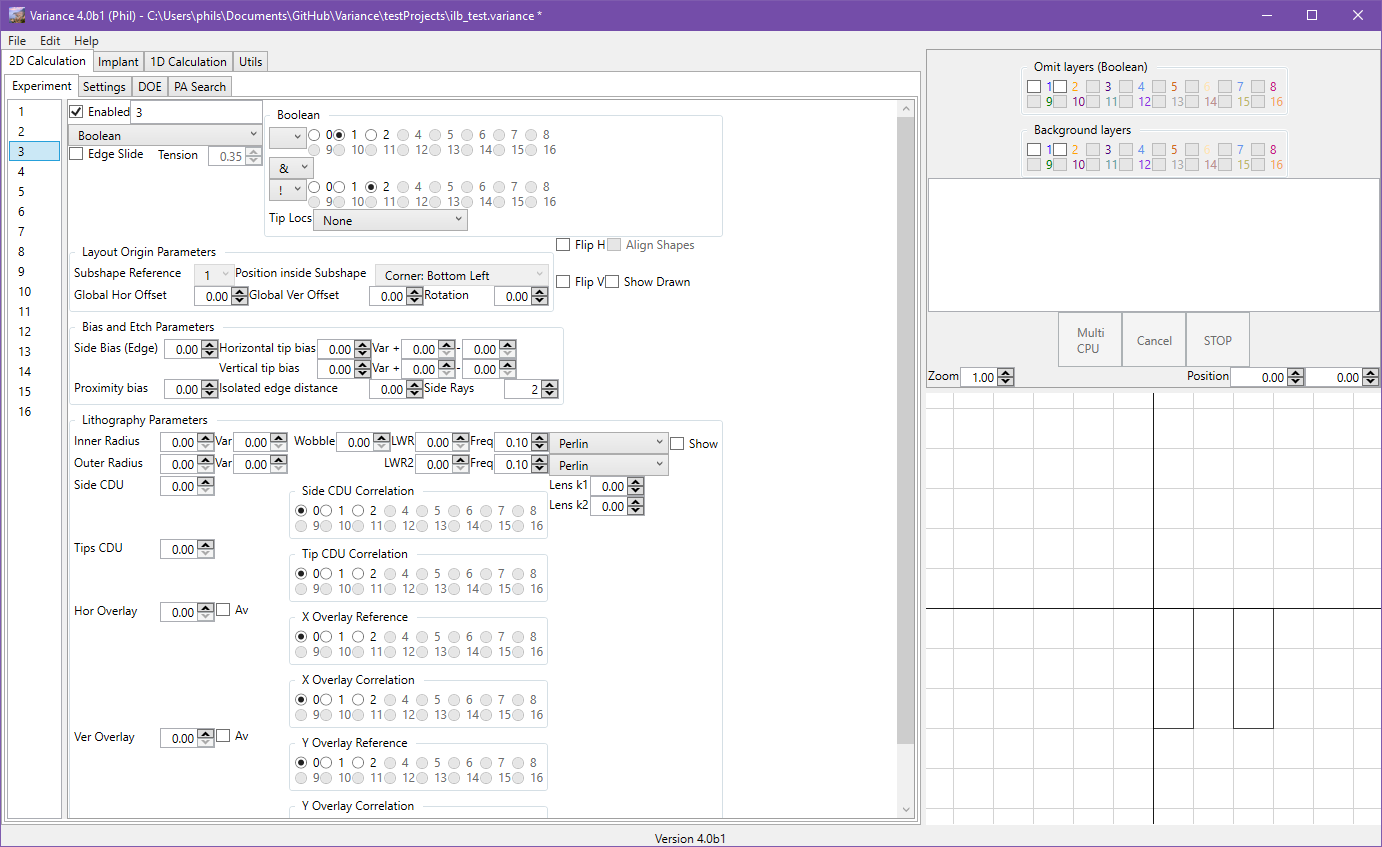 Variance 4.0b1 (Phil) - C:\Users\phils\Documents\GitHub\Variance\testProjects\ilb_test.variance *
File Edit Help
2D Calculation Implant 1D Calculation Utils
Experiment Settings DOE PA Search
1
2
3
4
5
6
7
8
9
10
11
12
13
14
15
16
Enabled 3
Boolean
Edge Slide Tension 0.35
Boolean
0 1 2 4 5 6 7 8
9 10 11 12 13 14 15 16
&
! 0 1 2 4 5 6 7 8
9 10 11 12 13 14 15 16
Tip Locs None
Layout Origin Parameters
Subshape Reference 1 Position inside Subshape Corner: Bottom Left
Global Hor Offset 0.00 Global Ver Offset 0.00 Rotation 0.00
Flip H Align Shapes
Flip V Show Drawn
Bias and Etch Parameters
Side Bias (Edge) 0.00 Horizontal tip bias 0.00 Var + 0.00 - 0.00
Vertical tip bias 0.00 Var + 0.00 - 0.00
Proximity bias 0.00 Isolated edge distance 0.00 Side Rays 2
Lithography Parameters
Inner Radius 0.00 Var 0.00 Wobble 0.00 LWR 0.00 Freq 0.10 Perlin Show
Outer Radius 0.00 Var 0.00 LWR2 0.00 Freq 0.10 Perlin
Side CDU 0.00
Lens k1 0.00
Lens k2 0.00
Side CDU Correlation
0 1 2 4 5 6 7 8
9 10 11 12 13 14 15 16
Tips CDU 0.00
Tip CDU Correlation
0 1 2 4 5 6 7 8
9 10 11 12 13 14 15 16
Hor Overlay 0.00 Av
X Overlay Reference
0 1 2 4 5 6 7 8
9 10 11 12 13 14 15 16
X Overlay Correlation
0 1 2 4 5 6 7 8
9 10 11 12 13 14 15 16
Ver Overlay 0.00 Av
Y Overlay Reference
0 1 2 4 5 6 7 8
9 10 11 12 13 14 15 16
Y Overlay Correlation
Omit layers (Boolean)
1 2 3 4 5 6 7 8
9 10 11 12 13 14 15 16
Background layers
1 2 3 4 5 6 7 8
9 10 11 12 13 14 15 16
Multi
CPU
Cancel
STOP
Zoom 1.00 Position 0.00 0.00
Version 4.0b1